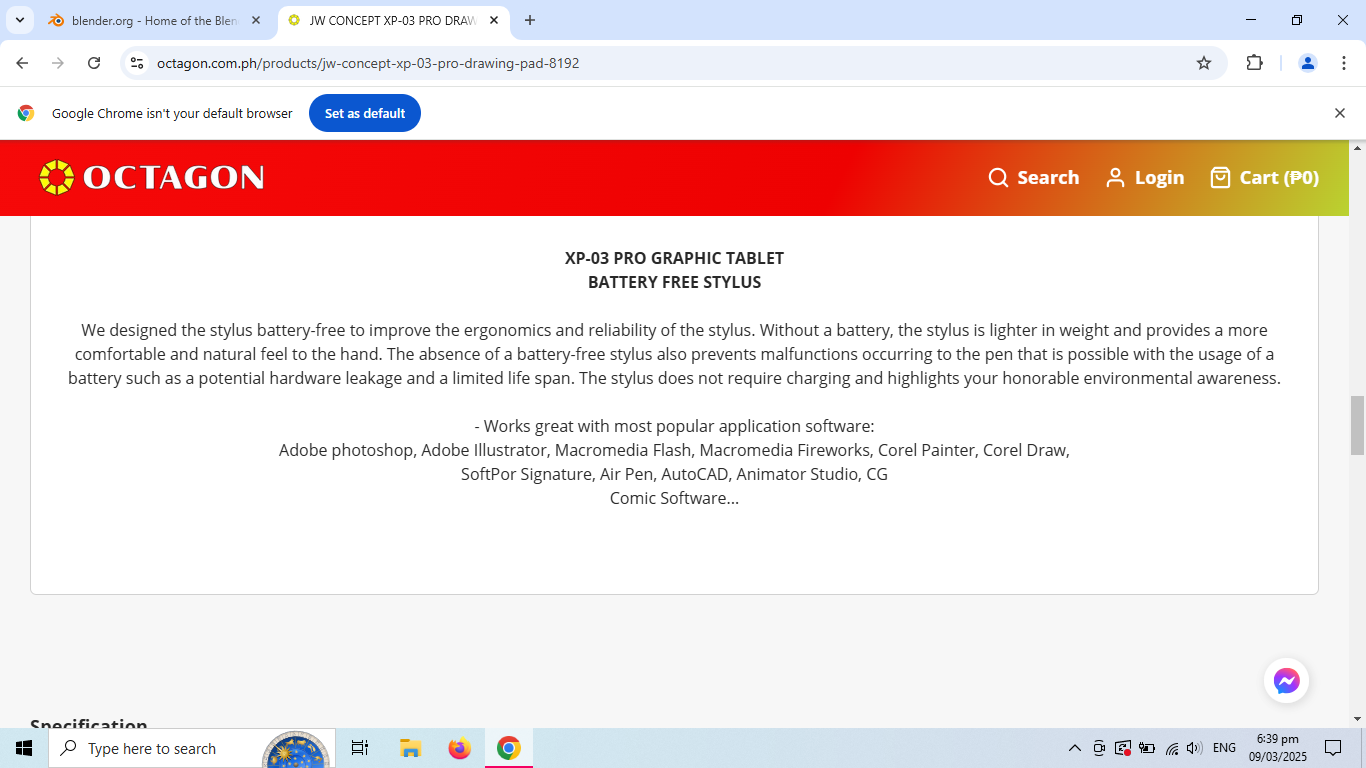 blender.org - Home of the Blen
JW CONCEPT XP-03 PRO DRAW
octagon.com.ph/products/jw-concept-xp-03-pro-drawing-pad-8192
Google Chrome isn't your default browser
Set as default
OCTAGON
Search
Login
Cart (₱0)
XP-03 PRO GRAPHIC TABLET
BATTERY FREE STYLUS
We designed the stylus battery-free to improve the ergonomics and reliability of the stylus. Without a battery, the stylus is lighter in weight and provides a more
comfortable and natural feel to the hand. The absence of a battery-free stylus also prevents malfunctions occurring to the pen that is possible with the usage of a
battery such as a potential hardware leakage and a limited life span. The stylus does not require charging and highlights your honorable environmental awareness.
- Works great with most popular application software:
Adobe photoshop, Adobe Illustrator, Macromedia Flash, Macromedia Fireworks, Corel Painter, Corel Draw,
SoftPor Signature, Air Pen, AutoCAD, Animator Studio, CG
Comic Software...
Specification
Type here to search
ENG
6:39 pm
09/03/2025